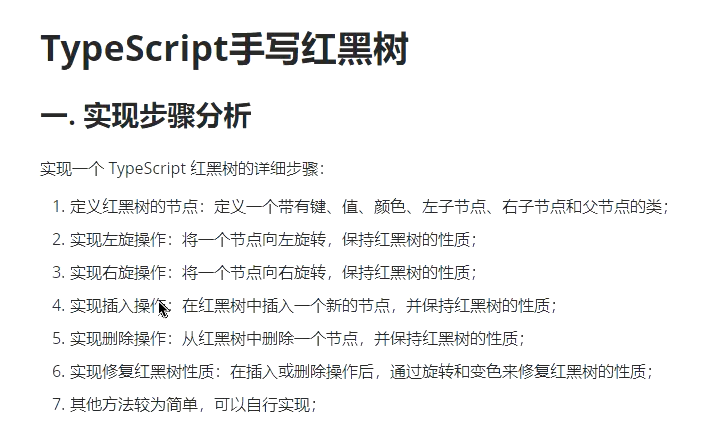 TypeScript手写红黑树
一. 实现步骤分析
实现一个 TypeScript 红黑树的详细步骤：
1. 定义红黑树的节点：定义一个带有键、值、颜色、左子节点、右子节点和父节点的类；
2. 实现左旋操作：将一个节点向左旋转，保持红黑树的性质；
3. 实现右旋操作：将一个节点向右旋转，保持红黑树的性质；
4. 实现插入操作：在红黑树中插入一个新的节点，并保持红黑树的性质；
5. 实现删除操作：从红黑树中删除一个节点，并保持红黑树的性质；
6. 实现修复红黑树性质：在插入或删除操作后，通过旋转和变色来修复红黑树的性质；
7. 其他方法较为简单，可以自行实现；